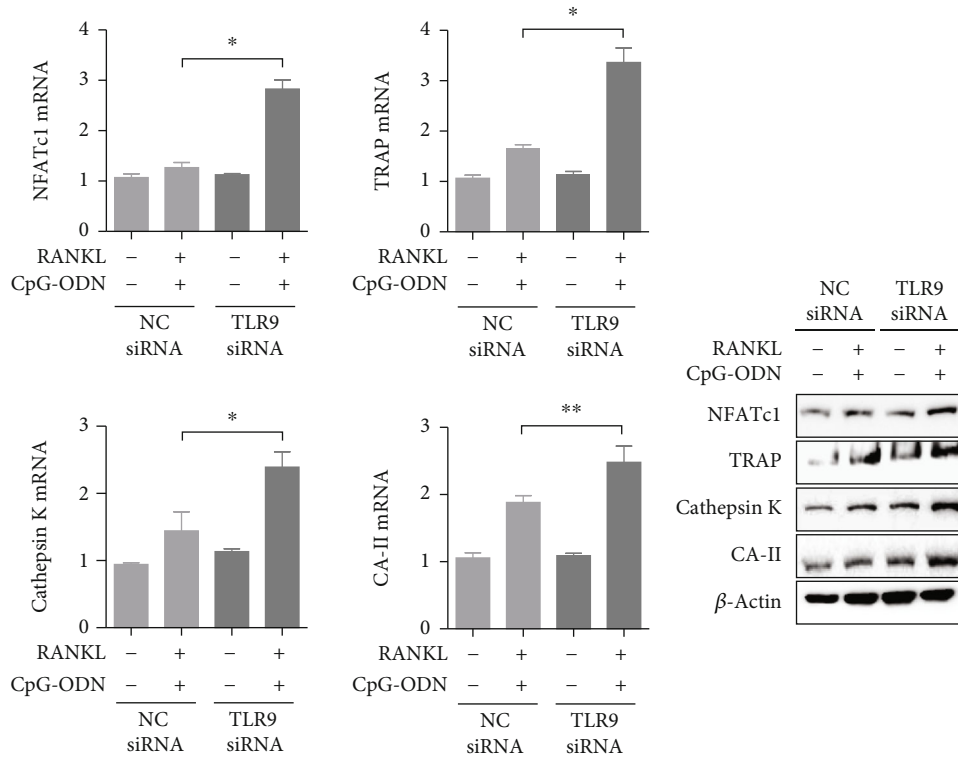 NFATc1 mRNA
4
3
2
1
0
*
RANKL − + − +
CpG-ODN − + − +
NC TLR9
siRNA siRNA
TRAP mRNA
4
3
2
1
0
*
RANKL − + − +
CpG-ODN − + − +
NC TLR9
siRNA siRNA
Cathepsin K mRNA
3
2
1
0
*
RANKL − + − +
CpG-ODN − + − +
NC TLR9
siRNA siRNA
CA-II mRNA
3
2
1
0
**
RANKL − + − +
CpG-ODN − + − +
NC TLR9
siRNA siRNA
NC TLR9
siRNA siRNA
RANKL − + − +
CpG-ODN − + − +
NFATc1
TRAP
Cathepsin K
CA-II
β-Actin